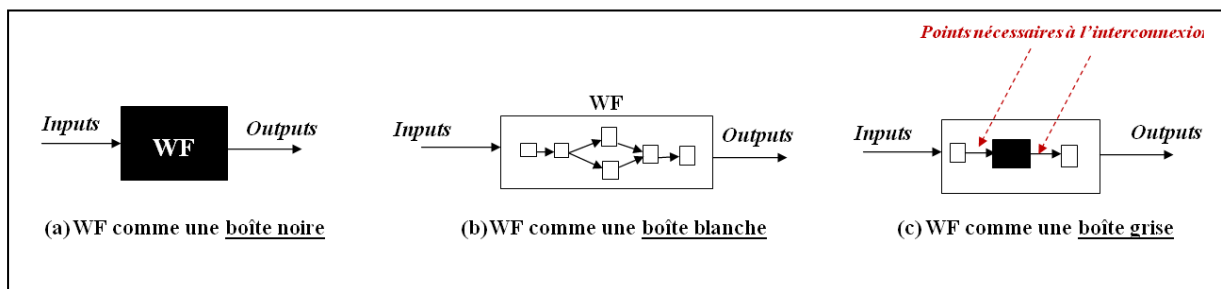 Points nécessaires à l'interconnexion
Inputs
WF
Outputs
(a) WF comme une boîte noire
WF
Inputs
Outputs
(b) WF comme une boîte blanche
Inputs
Outputs
(c) WF comme une boîte grise